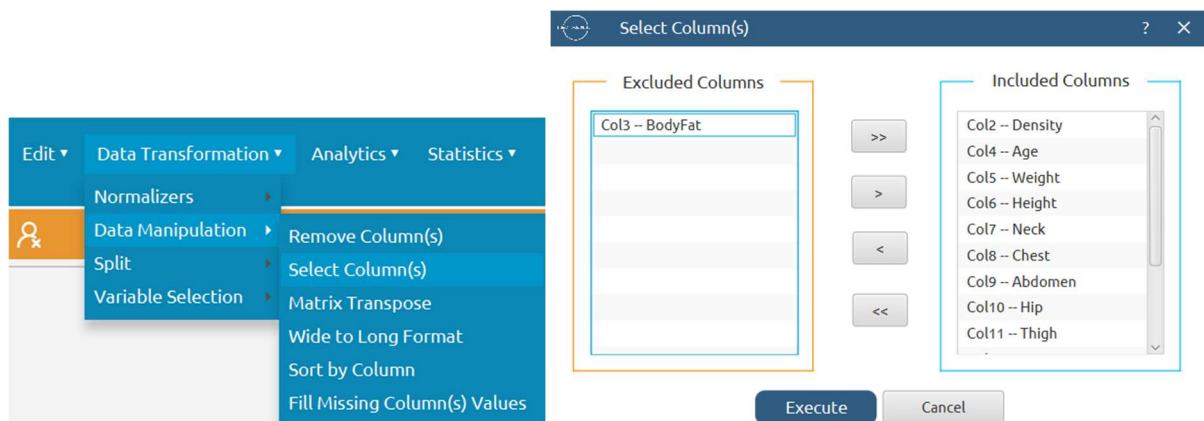 Edit ▾ Data Transformation ▾ Analytics ▾ Statistics ▾
Normalizers
Data Manipulation
Split
Variable Selection
Remove Column(s)
Select Column(s)
Matrix Transpose
Wide to Long Format
Sort by Column
Fill Missing Column(s) Values
Select Column(s) ? ×
Excluded Columns
Col3 -- BodyFat
>>
>
<
<<
Included Columns
Col2 -- Density
Col4 -- Age
Col5 -- Weight
Col6 -- Height
Col7 -- Neck
Col8 -- Chest
Col9 -- Abdomen
Col10 -- Hip
Col11 -- Thigh
Execute Cancel